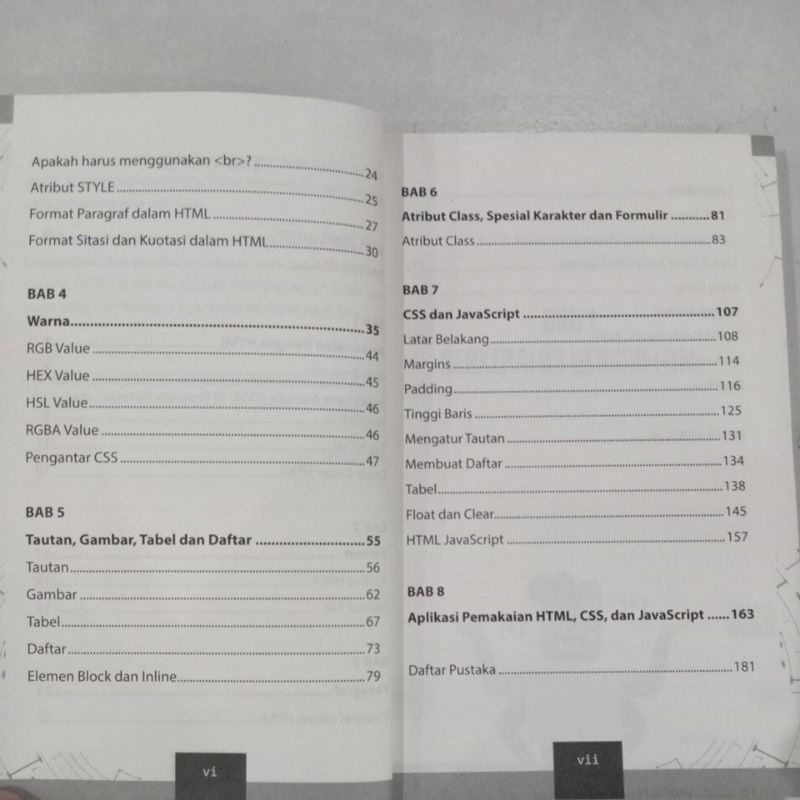 Apakah harus menggunakan <br>? ........ 24
Atribut STYLE ........ 25
Format Paragraf dalam HTML ........ 27
Format Sitasi dan Kuotasi dalam HTML ........ 30
BAB 4
Warna ........ 35
RGB Value ........ 44
HEX Value ........ 45
HSL Value ........ 46
RGBA Value ........ 46
Pengantar CSS ........ 47
BAB 5
Tautan, Gambar, Tabel dan Daftar ........ 55
Tautan ........ 56
Gambar ........ 62
Tabel ........ 67
Daftar ........ 73
Elemen Block dan Inline ........ 79
vi
BAB 6
Atribut Class, Spesial Karakter dan Formulir ........ 81
Atribut Class ........ 83
BAB 7
CSS dan JavaScript ........ 107
Latar Belakang ........ 108
Margins ........ 114
Padding ........ 116
Tinggi Baris ........ 125
Mengatur Tautan ........ 131
Membuat Daftar ........ 134
Tabel ........ 138
Float dan Clear ........ 145
HTML JavaScript ........ 157
BAB 8
Aplikasi Pemakaian HTML, CSS, dan JavaScript ...... 163
Daftar Pustaka ........ 181
vii